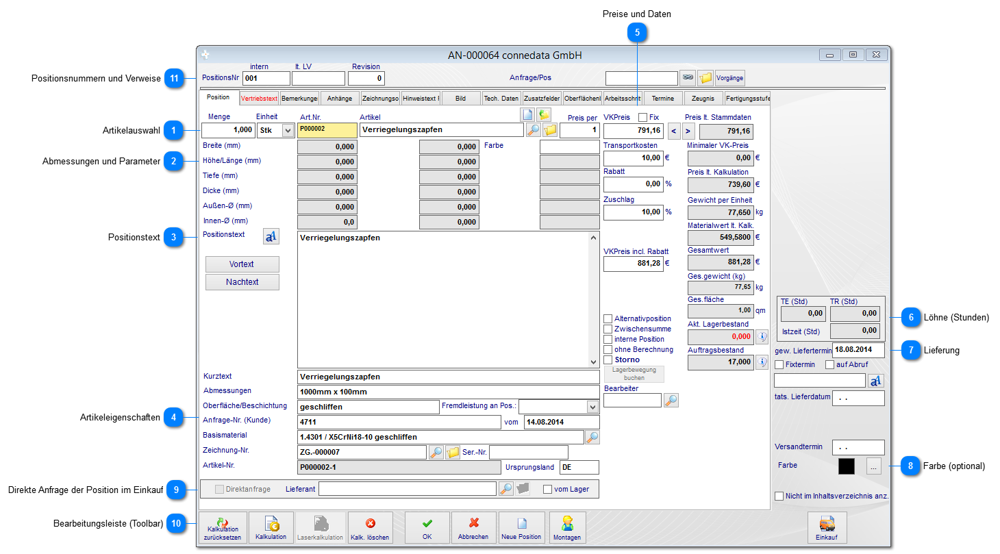 Preise und Daten
5
AN-000064 connedata GmbH
intern lt. LV Revision
Positionsnummern und Verweise 11 PositionsNr 001 0 Anfrage/Pos Vorgänge
Position Vertriebstext Bemerkunge Anhänge Zeichnungso Hinweistext Bild Tech. Daten Zusatzfelder Oberflächenl Arbeitsschrit Termine Zeugnis Fertigungsstufe
Menge Einheit Art.Nr. Artikel Preis per VKPreis Fix Preis lt. Stammdaten
Artikelauswahl 1 1,000 Stk P000002 Verriegelungszapfen 1 791,16 < > 791,16
Breite (mm) 0,000 0,000 Farbe Transportkosten Minimaler VK-Preis
Abmessungen und Parameter 2 Höhe/Länge (mm) 0,000 0,000 10,00 € 0,00 €
Tiefe (mm) 0,000 0,000 Rabatt Preis lt. Kalkulation
Dicke (mm) 0,000 0,000 0,00 % 739,60 €
Außen-Ø (mm) 0,000 0,000 Zuschlag Gewicht per Einheit
Innen-Ø (mm) 0,0 0,000 10,00 % 77,650 kg
Positionstext 3 Positionstext aA Verriegelungszapfen Materialwert lt. Kalk.
549,5800 €
Vortext VKPreis incl. Rabatt Gesamtwert
881,28 € 881,28 €
Nachtext Ges.gewicht (kg)
77,65 kg
Ges.fläche
1,00 qm
TE (Std) TR (Std)
0,00 0,00
6 Löhne (Stunden)
Istzeit (Std) 0,00
Alternativposition Akt. Lagerbestand
Zwischensumme 0,000
interne Position
ohne Berechnung Auftragsbestand
Storno 17,000
gew. Liefertermin 18.08.2014 7 Lieferung
Fixtermin auf Abruf
Lagerbewegung buchen
aA
Kurztext Verriegelungszapfen
Abmessungen 1000mm x 100mm Bearbeiter
tats. Lieferdatum . .
Oberfläche/Beschichtung geschliffen Fremdleistung an Pos.:
Artikeleigenschaften 4 Anfrage-Nr. (Kunde) 4711 vom 14.08.2014
Basismaterial 1.4301 / X5CrNi18-10 geschliffen
Zeichnung-Nr. ZG.-000007 Ser.-Nr.
Versandtermin . .
Artikel-Nr. P000002-1 Ursprungsland DE
Farbe ... 8 Farbe (optional)
Direkte Anfrage der Position im Einkauf 9 Direktanfrage Lieferant vom Lager
Nicht im Inhaltsverzeichnis anz.
Bearbeitungsleiste (Toolbar) 10 Kalkulation zurücksetzen Kalkulation Laserkalkulation Kalk. löschen OK Abbrechen Neue Position Montagen Einkauf